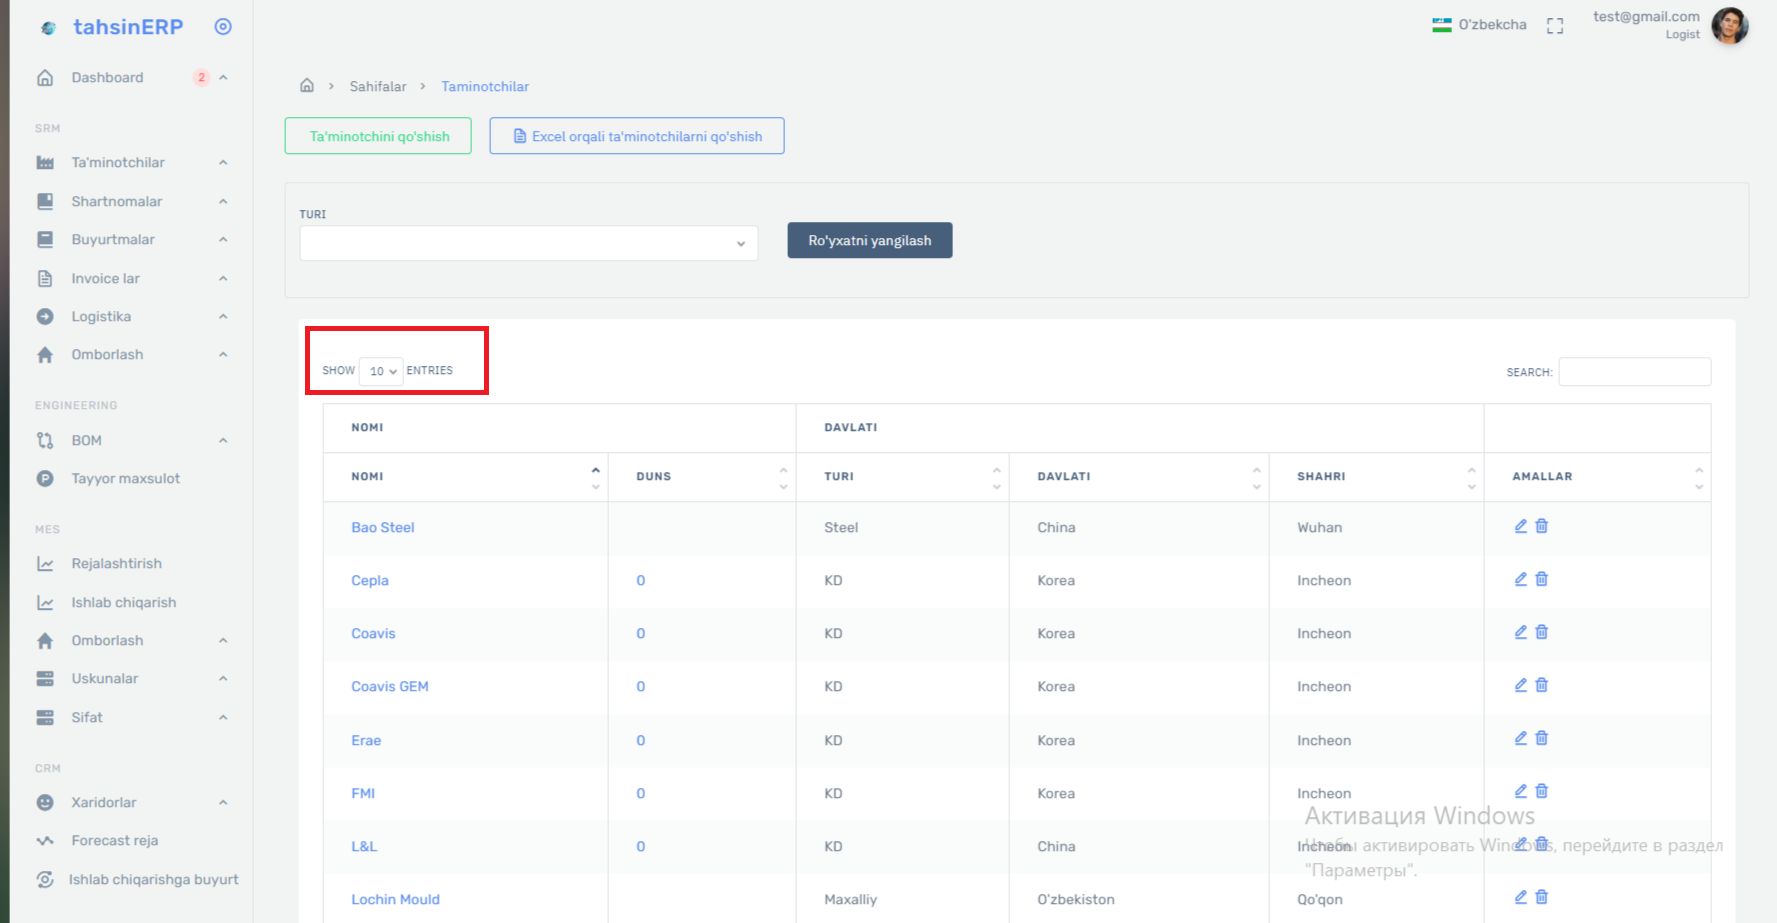 tahsinERP
O'zbekcha
test@gmail.com
Logist
Dashboard 2
SRM
Ta'minotchilar
Shartnomalar
Buyurtmalar
Invoice lar
Logistika
Omborlash
ENGINEERING
BOM
Tayyor maxsulot
MES
Rejalashtirish
Ishlab chiqarish
Omborlash
Uskunalar
Sifat
CRM
Xaridorlar
Forecast reja
Ishlab chiqarishga buyurt
Sahifalar > Taminotchilar
Ta'minotchini qo'shish
Excel orqali ta'minotchilarni qo'shish
TURI
Ro'yxatni yangilash
SHOW 10 ENTRIES
SEARCH:
NOMI DAVLATI
NOMI DUNS TURI DAVLATI SHAHRI AMALLAR
Bao Steel Steel China Wuhan
Cepla 0 KD Korea Incheon
Coavis 0 KD Korea Incheon
Coavis GEM 0 KD Korea Incheon
Erae 0 KD Korea Incheon
FMI 0 KD Korea Incheon
L&L 0 KD China Incheon
Lochin Mould Maxalliy O'zbekiston Qo'qon
Активация Windows
Чтобы активировать Windows, перейдите в раздел
"Параметры".